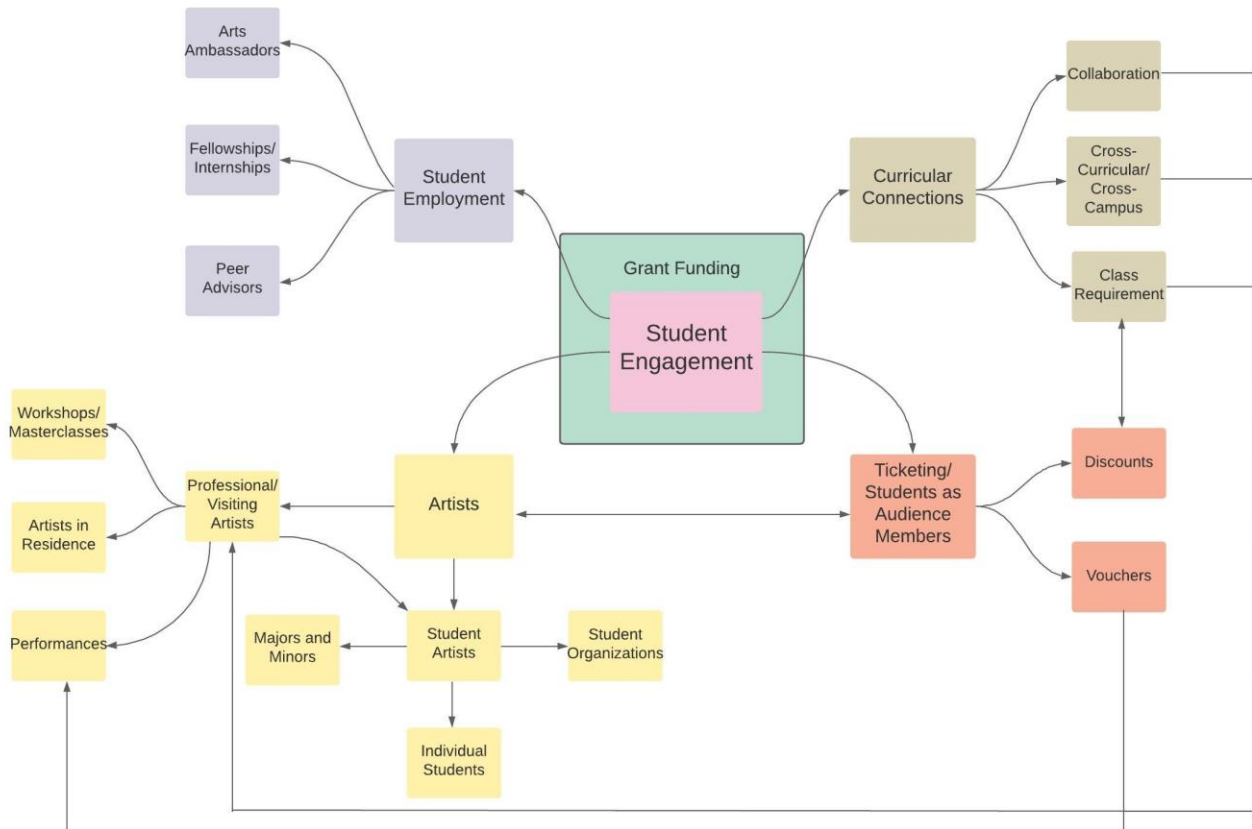 Arts
Ambassadors
Fellowships/
Internships
Peer
Advisors
Student
Employment
Grant Funding
Student
Engagement
Curricular
Connections
Collaboration
Cross-
Curricular/
Cross-
Campus
Class
Requirement
Workshops/
Masterclasses
Artists in
Residence
Performances
Professional/
Visiting
Artists
Artists
Majors and
Minors
Student
Artists
Student
Organizations
Individual
Students
Ticketing/
Students as
Audience
Members
Discounts
Vouchers